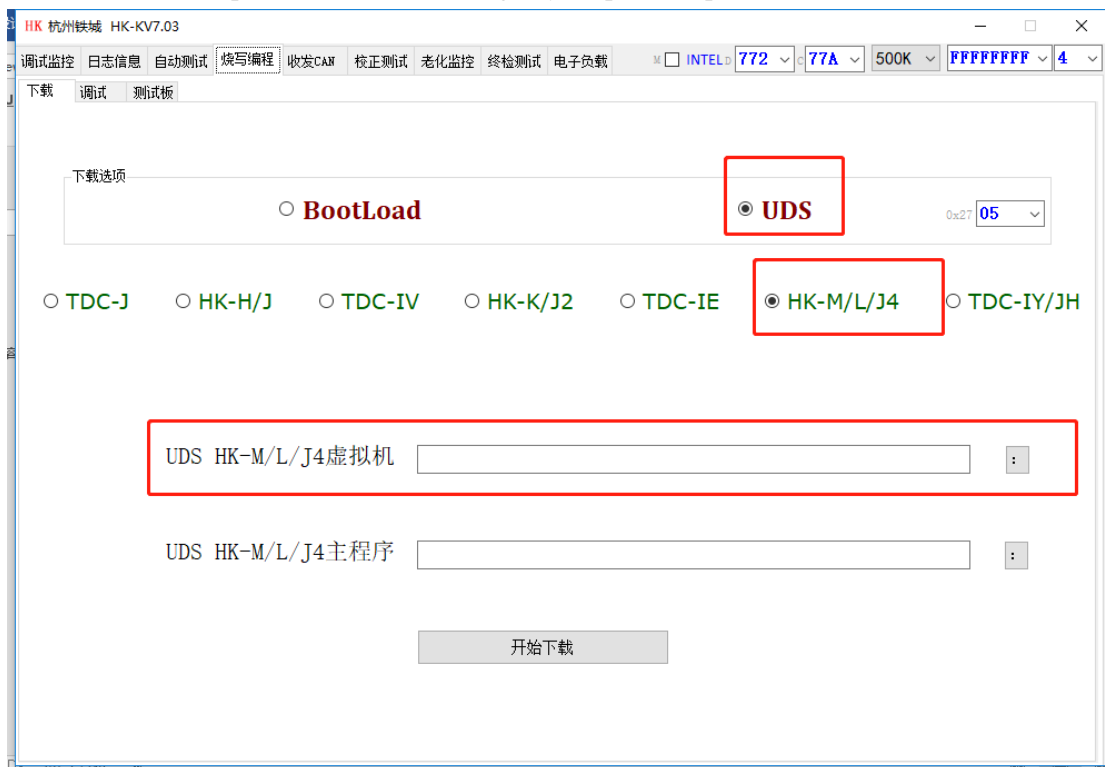 HK 杭州铁城 HK-KV7.03
调试监控 日志信息 自动测试 烧写编程 收发CAN 校正测试 老化监控 终检测试 电子负载 M INTEL D 772 C 77A 500K FFFFFFFF 4
下载 调试 测试板
下载选项
BootLoad UDS 0x27 05
TDC-J HK-H/J TDC-IV HK-K/J2 TDC-IE HK-M/L/J4 TDC-IY/JH
UDS HK-M/L/J4虚拟机 :
UDS HK-M/L/J4主程序 :
开始下载